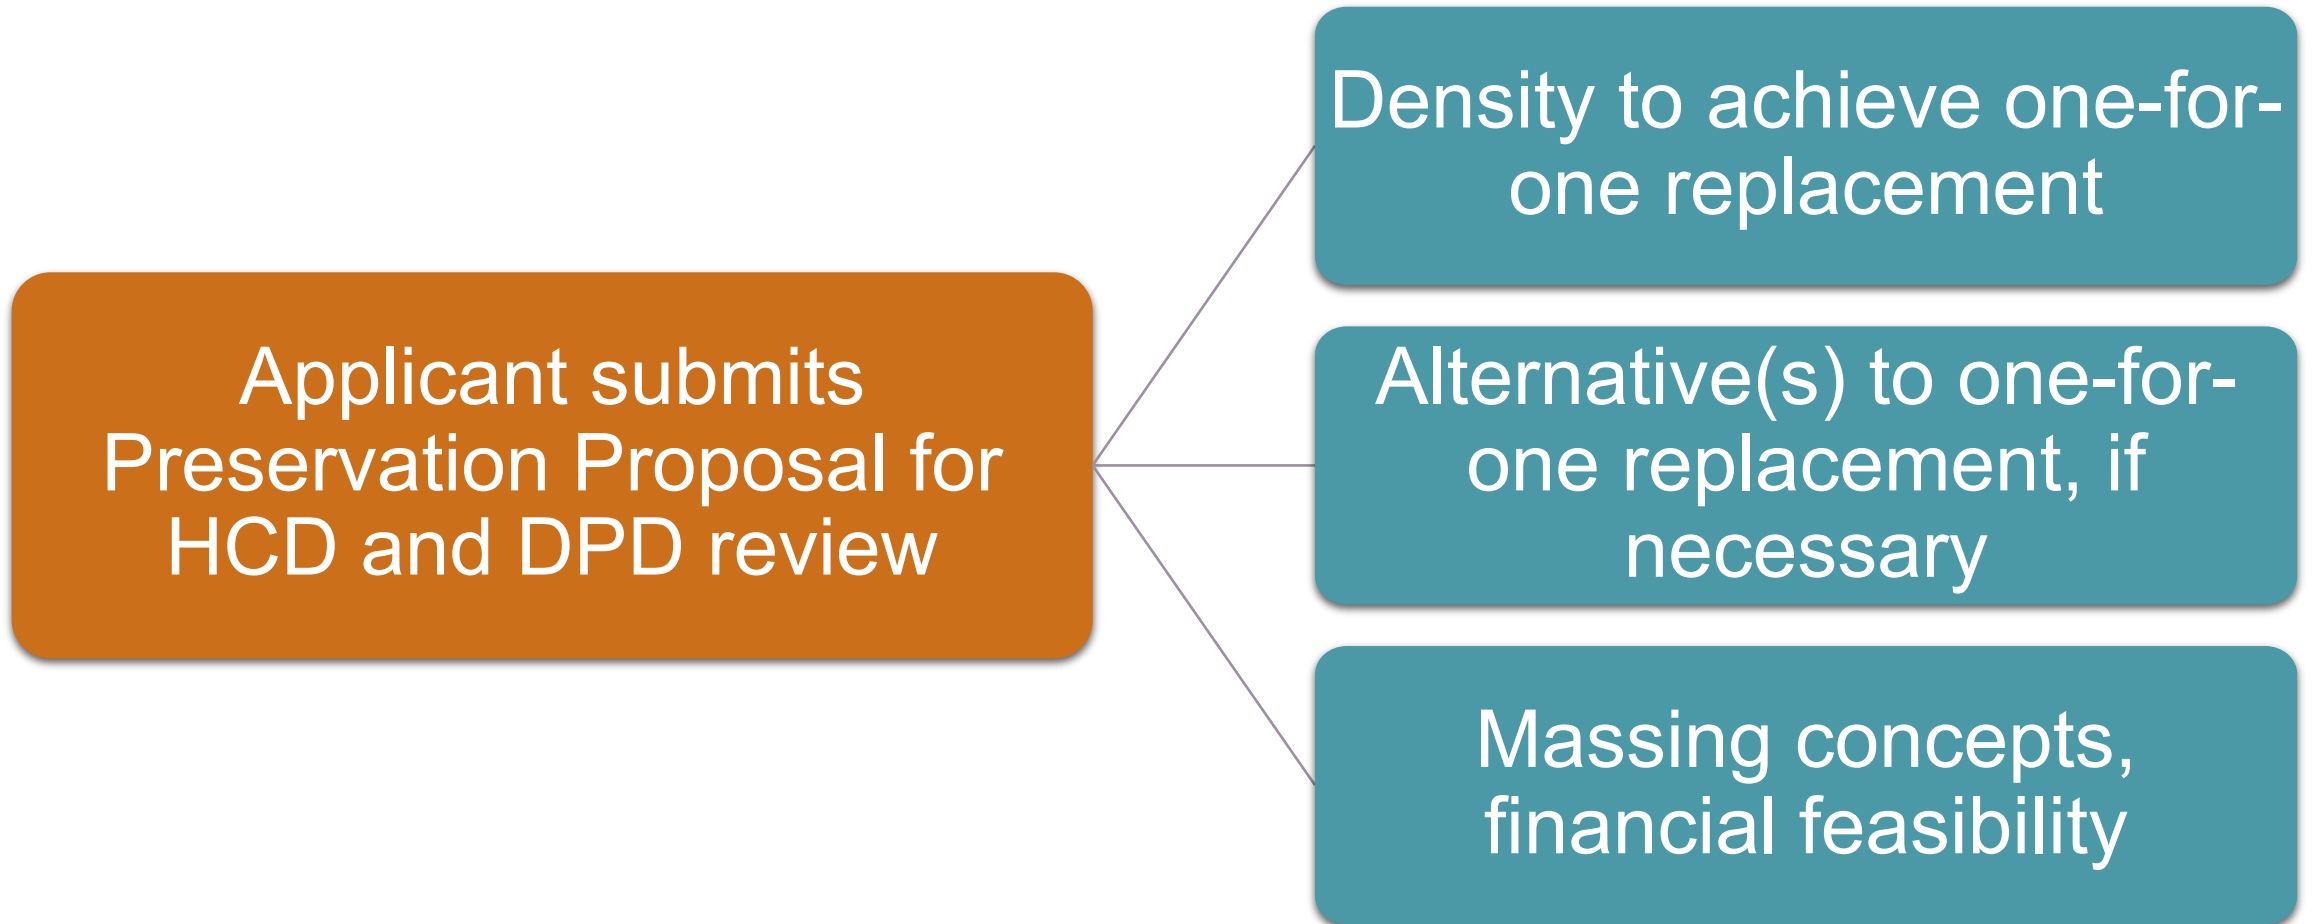 Applicant submits
Preservation Proposal for
HCD and DPD review
Density to achieve one-for-
one replacement
Alternative(s) to one-for-
one replacement, if
necessary
Massing concepts,
financial feasibility